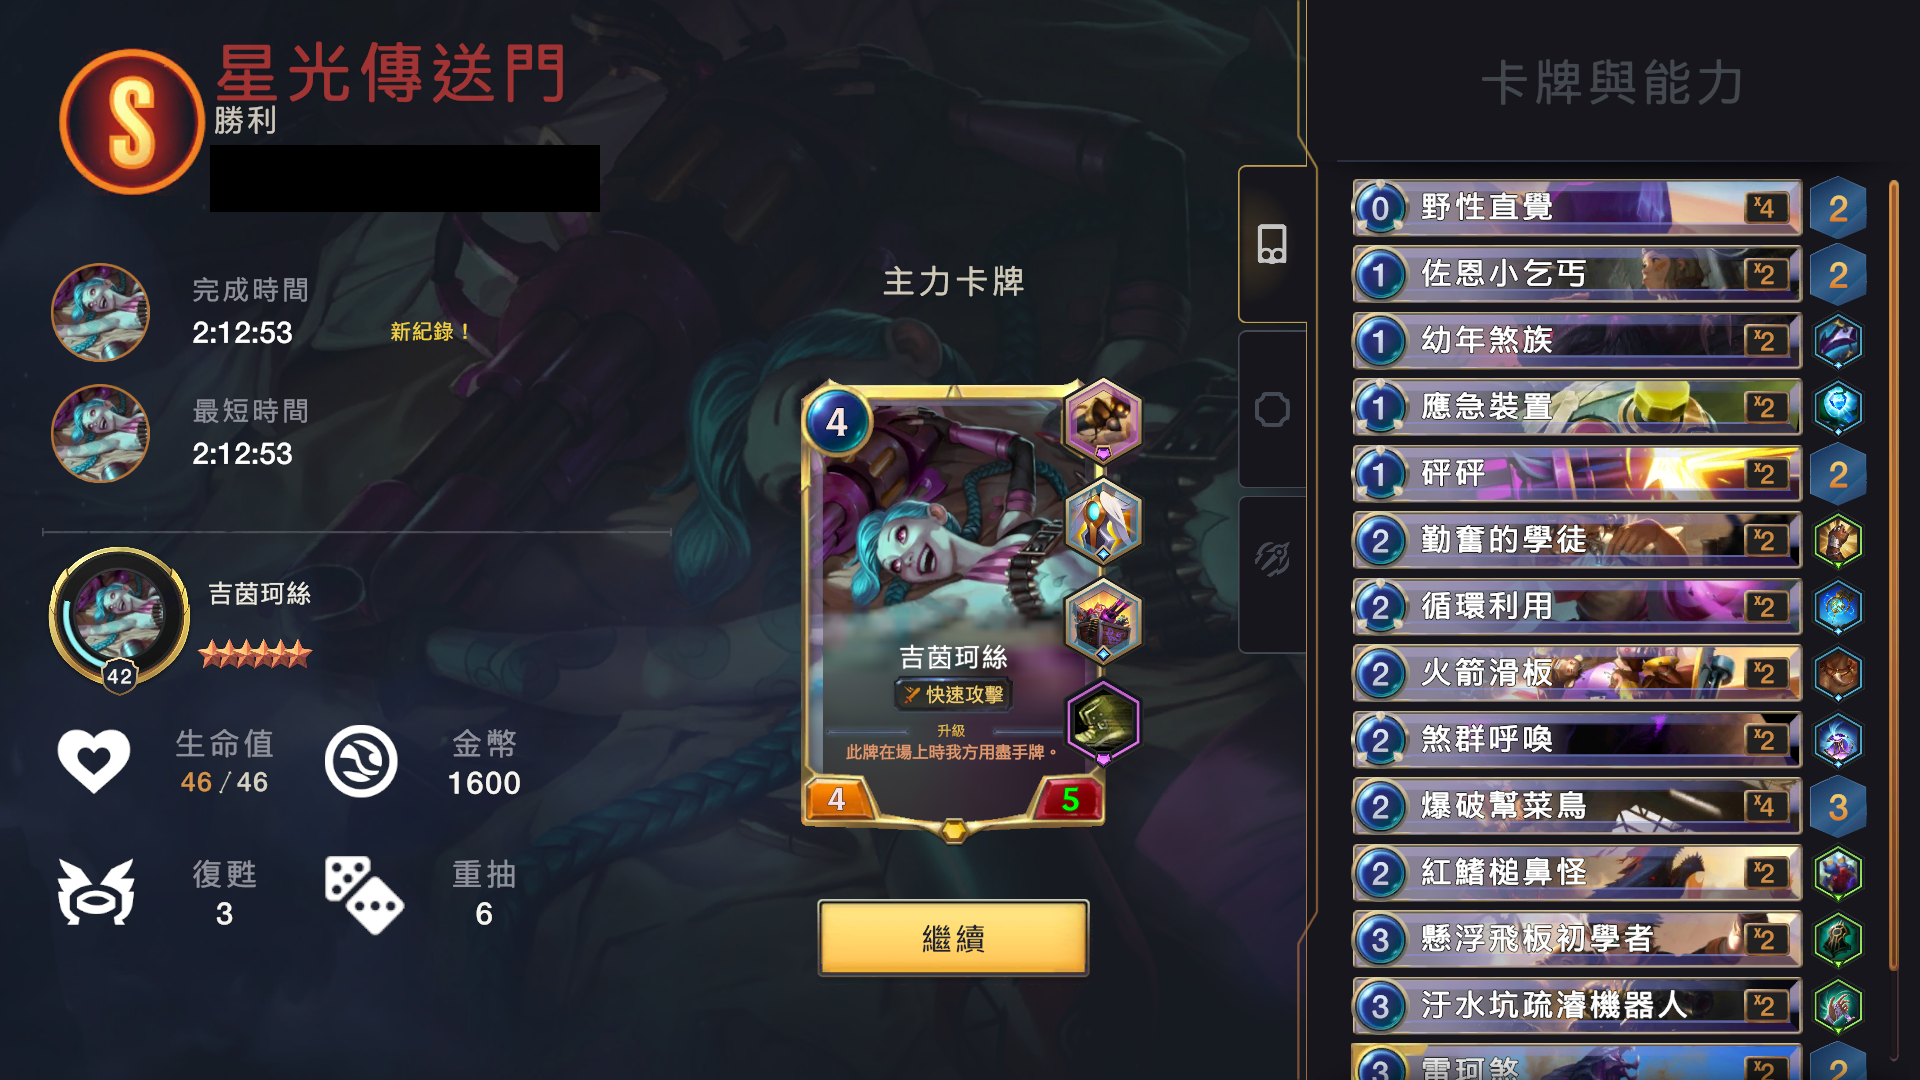 S
星光傳送門
勝利
完成時間
2:12:53
新紀錄！
最短時間
2:12:53
吉茵珂絲
42
生命值
46/46
金幣
1600
復甦
3
重抽
6
主力卡牌
4
吉茵珂絲
快速攻擊
升級
此牌在場上時我方用盡手牌。
4
5
繼續
卡牌與能力
0 野性直覺 x4 2
1 佐恩小乞丐 x2 2
1 幼年煞族 x2
1 應急裝置 x2
1 砰砰 x2 2
2 勤奮的學徒 x2
2 循環利用 x2
2 火箭滑板 x2
2 煞群呼喚 x2
2 爆破幫菜鳥 x4 3
2 紅鰭槌鼻怪 x2
3 懸浮飛板初學者 x2
3 汙水坑疏濬機器人 x2
3 雷珂煞 x2 2